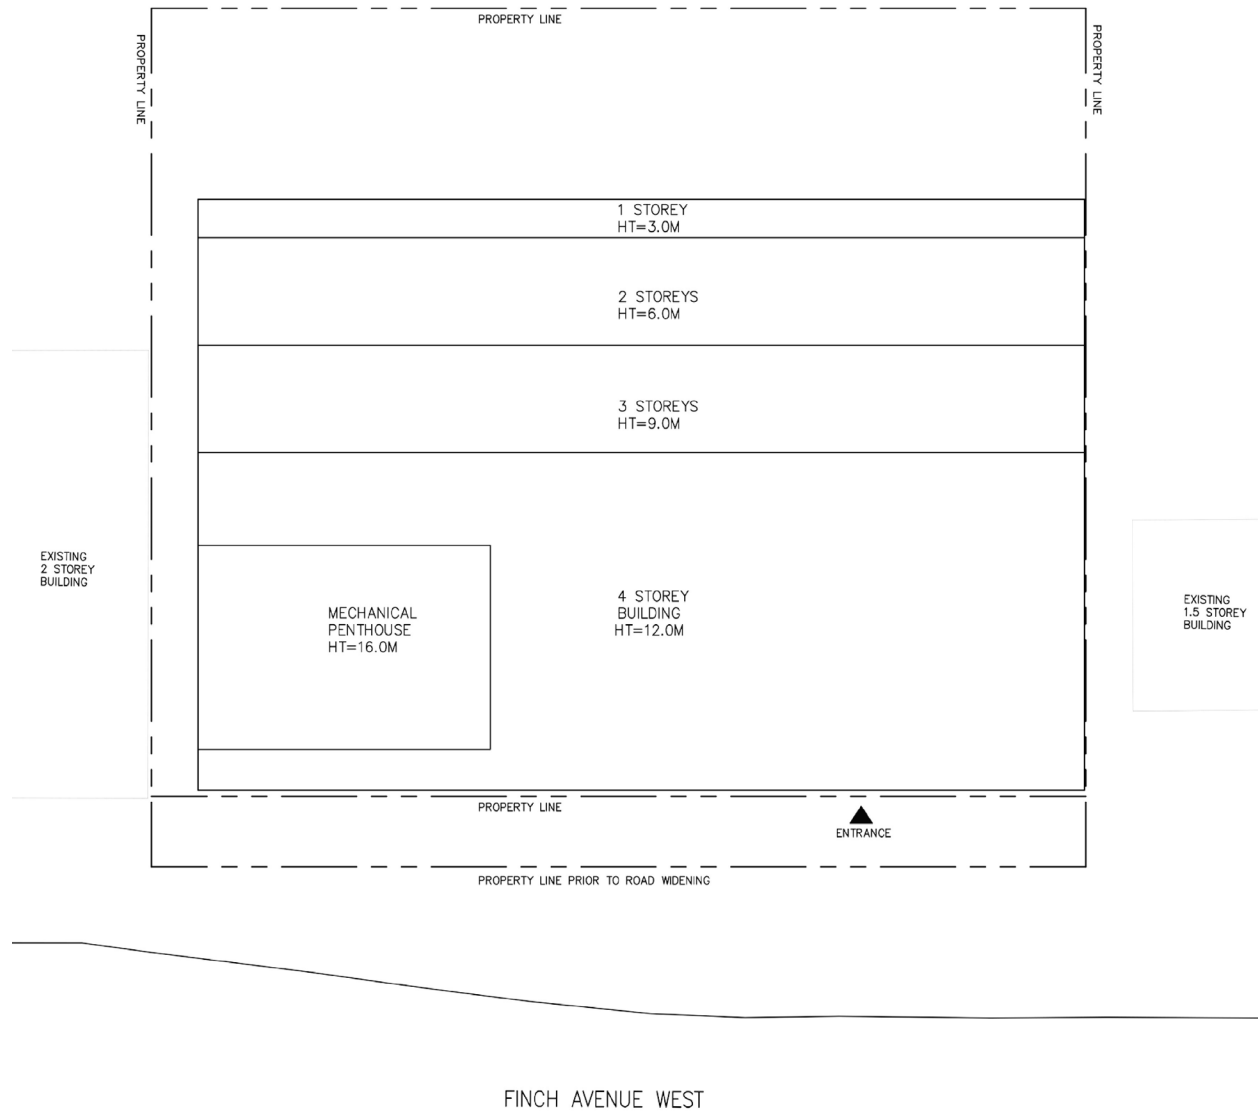 PROPERTY LINE
PROPERTY LINE
PROPERTY LINE
1 STOREY
HT=3.0M
2 STOREYS
HT=6.0M
3 STOREYS
HT=9.0M
EXISTING
2 STOREY
BUILDING
MECHANICAL
PENTHOUSE
HT=16.0M
4 STOREY
BUILDING
HT=12.0M
EXISTING
1.5 STOREY
BUILDING
PROPERTY LINE
ENTRANCE
PROPERTY LINE PRIOR TO ROAD WIDENING
FINCH AVENUE WEST